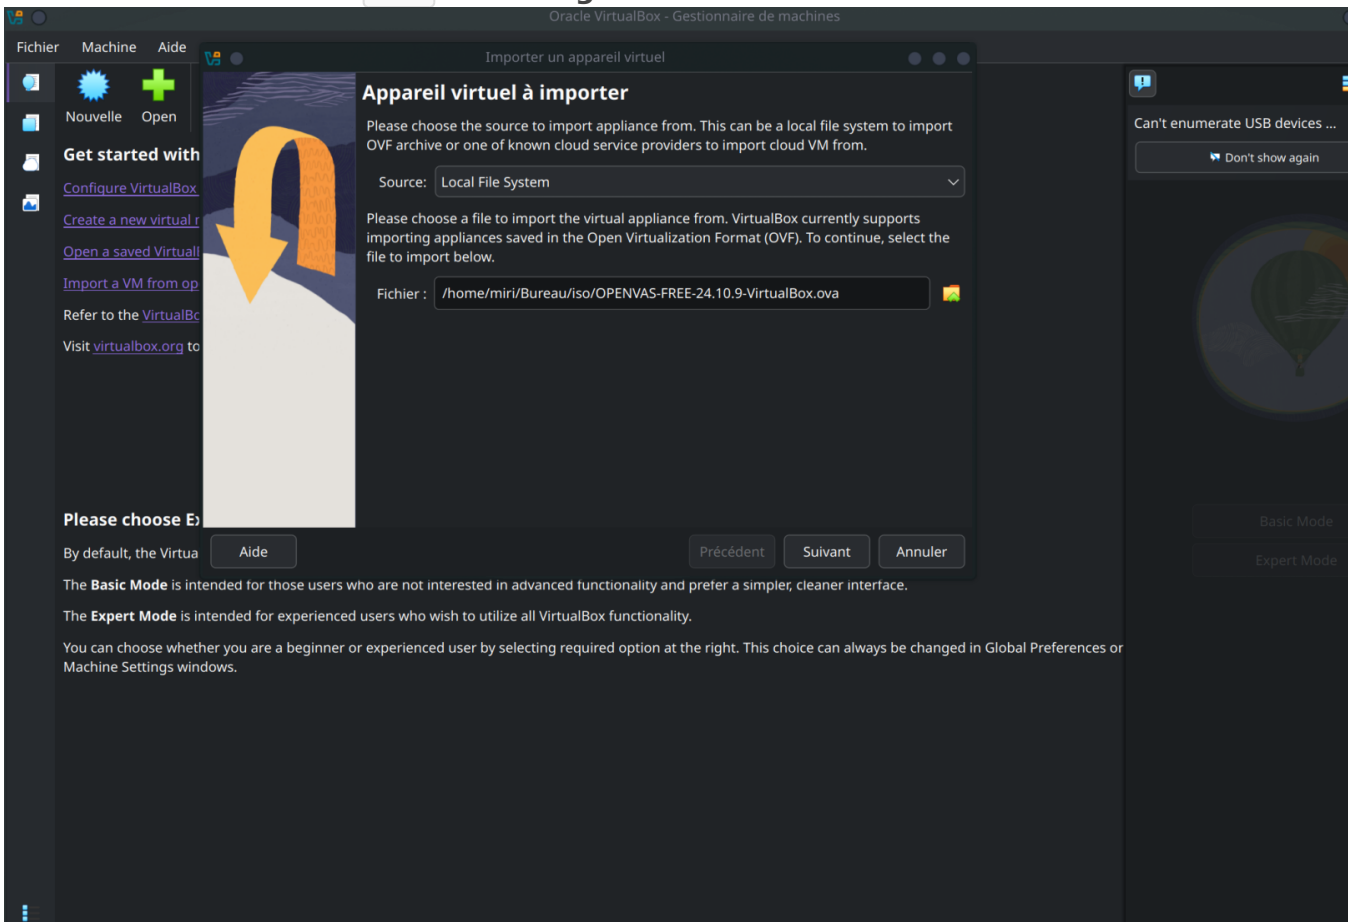 Oracle VirtualBox - Gestionnaire de machines
Fichier Machine Aide
Importer un appareil virtuel
Nouvelle Open
Appareil virtuel à importer
Please choose the source to import appliance from. This can be a local file system to import
OVF archive or one of known cloud service providers to import cloud VM from.
Source: Local File System
Please choose a file to import the virtual appliance from. VirtualBox currently supports
importing appliances saved in the Open Virtualization Format (OVF). To continue, select the
file to import below.
Fichier : /home/miri/Bureau/iso/OPENVAS-FREE-24.10.9-VirtualBox.ova
Aide Précédent Suivant Annuler
Get started with
Configure VirtualBox
Create a new virtual
Open a saved
Import a VM from
Refer to the
Visit virtualbox.org to
Please choose
By default, the
The Basic Mode is intended for those users who are not interested in advanced functionality and prefer a simpler, cleaner interface.
The Expert Mode is intended for experienced users who wish to utilize all VirtualBox functionality.
You can choose whether you are a beginner or experienced user by selecting required option at the right. This choice can always be changed in Global Preferences or
Machine Settings windows.
Can't enumerate USB devices ...
Don't show again
Basic Mode
Expert Mode